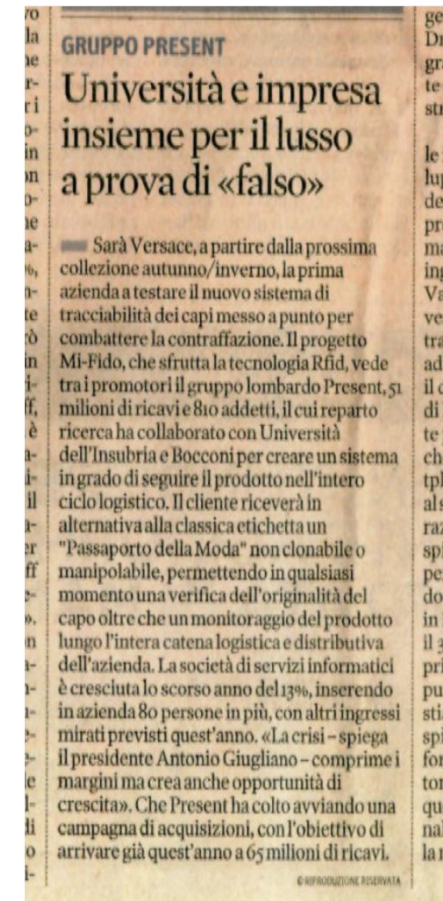 GRUPPO PRESENT
Università e impresa
insieme per il lusso
a prova di «falso»
Sarà Versace, a partire dalla prossima
collezione autunno/inverno, la prima
azienda a testare il nuovo sistema di
tracciabilità dei capi messo a punto per
combattere la contraffazione. Il progetto
Mi-Fido, che sfrutta la tecnologia Rfid, vede
tra i promotori il gruppo lombardo Present, 51
milioni di ricavi e 810 addetti, il cui reparto
ricerca ha collaborato con Università
dell'Insubria e Bocconi per creare un sistema
in grado di seguire il prodotto nell'intero
ciclo logistico. Il cliente riceverà in
alternativa alla classica etichetta un
"Passaporto della Moda" non clonabile o
manipolabile, permettendo in qualsiasi
momento una verifica dell'originalità del
capo oltre che un monitoraggio del prodotto
lungo l'intera catena logistica e distributiva
dell'azienda. La società di servizi informatici
è cresciuta lo scorso anno del 13%, inserendo
in azienda 80 persone in più, con altri ingressi
mirati previsti quest'anno. «La crisi – spiega
il presidente Antonio Giugliano – comprime i
margini ma crea anche opportunità di
crescita». Che Present ha colto avviando una
campagna di acquisizioni, con l'obiettivo di
arrivare già quest'anno a 65 milioni di ricavi.
© RIPRODUZIONE RISERVATA